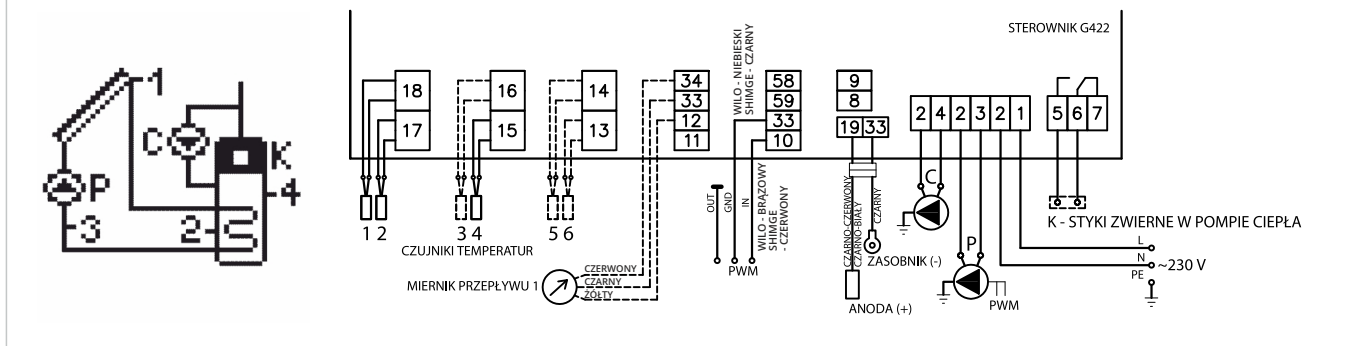 1
C
K
P
4
3
2
STEROWNIK G422
WILO - NIEBIESKI
SHIMGE - CZARNY
18
17
16
15
14
13
34
33
12
11
58
59
33
10
9
8
19 33
2 4 2 3 2 1
5 6 7
1 2
3 4
5 6
CZUJNIKI TEMPERATUR
MIERNIK PRZEPŁYWU 1
CZERWONY
CZARNY
ŻÓŁTY
OUT
GND
IN
PWM
WILO - BRĄZOWY
SHIMGE
- CZERWONY
CZARNO-CZERWONY
CZARNO-BIAŁY
CZARNY
ZASOBNIK (-)
ANODA (+)
C
P
PWM
K - STYKI ZWIERNE W POMPIE CIEPŁA
L
N
PE
~230 V